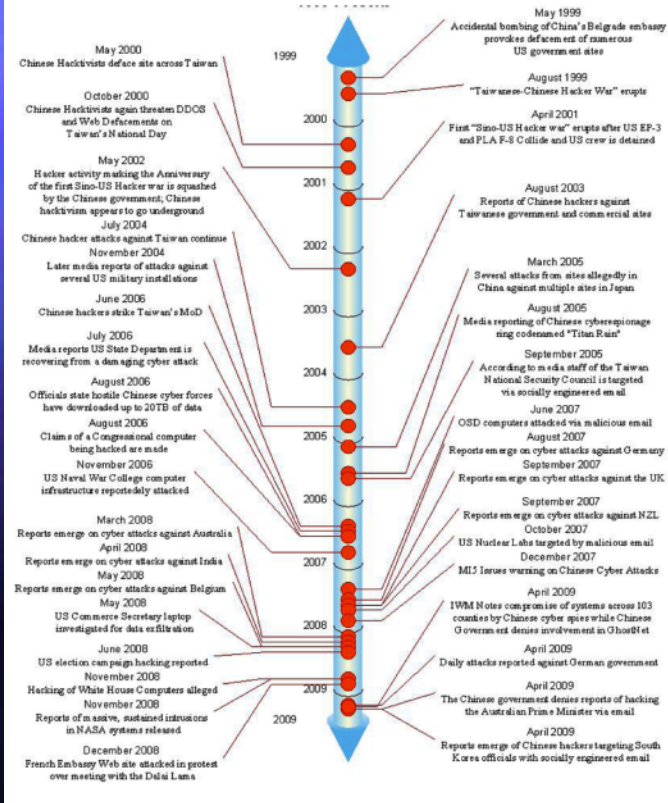 May 1999
Accidental bombing of China's Belgrade embassy
provokes defacement of numerous
US government sites
1999
May 2000
Chinese Hacktivists deface site across Taiwan
August 1999
"Taiwanese-Chinese Hacker War" erupts
October 2000
Chinese Hacktivists again threaten DDOS
and Web Defacements on
Taiwan's National Day
2000
April 2001
First "Sino-US Hacker war" erupts after US EP-3
and PLA F-8 Collide and US crew is detained
May 2002
Hacker activity marking the Anniversary
of the first Sino-US Hacker war is squashed
by the Chinese government; Chinese
hacktivism appears to go underground
2001
August 2003
Reports of Chinese hackers against
Taiwanese government and commercial sites
July 2004
Chinese hacker attacks against Taiwan continue
2002
November 2004
Later media reports of attacks against
several US military installations
March 2005
Several attacks from sites allegedly in
China against multiple sites in Japan
June 2006
Chinese hackers strike Taiwan's MoD
2003
August 2005
Media reporting of Chinese cyberespionage
ring codenamed "Titan Rain"
July 2006
Media reports US State Department is
recovering from a damaging cyber attack
September 2005
According to media staff of the Taiwan
National Security Council is targeted
via socially engineered email
2004
August 2006
Officials state hostile Chinese cyber forces
have downloaded up to 20TB of data
June 2007
OSD computers attacked via malicious email
August 2006
Claims of a Congressional computer
being hacked are made
2005
August 2007
Reports emerge on cyber attacks against Germany
November 2006
US Naval War College computer
infrastructure reportedely attacked
September 2007
Reports emerge on cyber attacks against the UK
2006
September 2007
Reports emerge on cyber attacks against NZL
March 2008
Reports emerge on cyber attacks against Australia
October 2007
US Nuclear Labs targeted by malicious email
April 2008
Reports emerge on cyber attacks against India
2007
December 2007
MI5 Issues warning on Chinese Cyber Attacks
May 2008
Reports emerge on cyber attacks against Belgium
April 2009
IWM Notes compromise of systems across 103
counties by Chinese cyber spies while Chinese
Government denies involvement in GhostNet
May 2008
US Commerce Secretary laptop
investigated for data exfiltration
2008
June 2008
US election campaign hacking reported
April 2009
Daily attacks reported against German government
November 2008
Hacking of White House Computers alleged
2009
April 2009
The Chinese government denies reports of hacking
the Australian Prime Minister via email
November 2008
Reports of massive, sustained intrusions
in NASA systems released
2009
April 2009
Reports emerge of Chinese hackers targeting South
Korea officials with socially engineered email
December 2008
French Embassy Web site attacked in protest
over meeting with the Dalai Lama